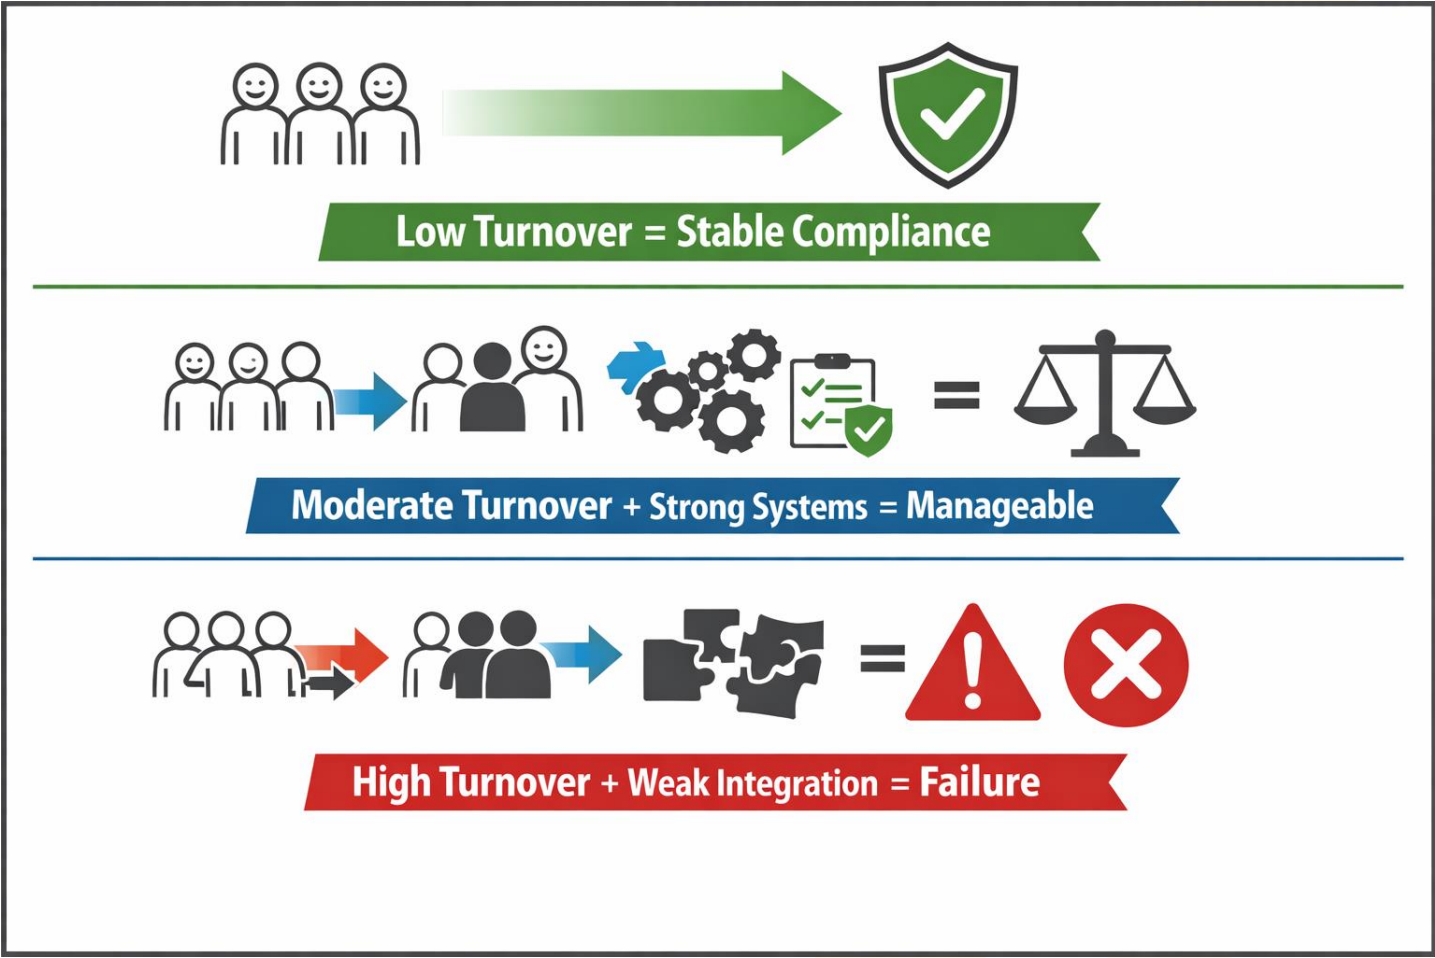 Low Turnover = Stable Compliance
Moderate Turnover + Strong Systems = Manageable
High Turnover + Weak Integration = Failure